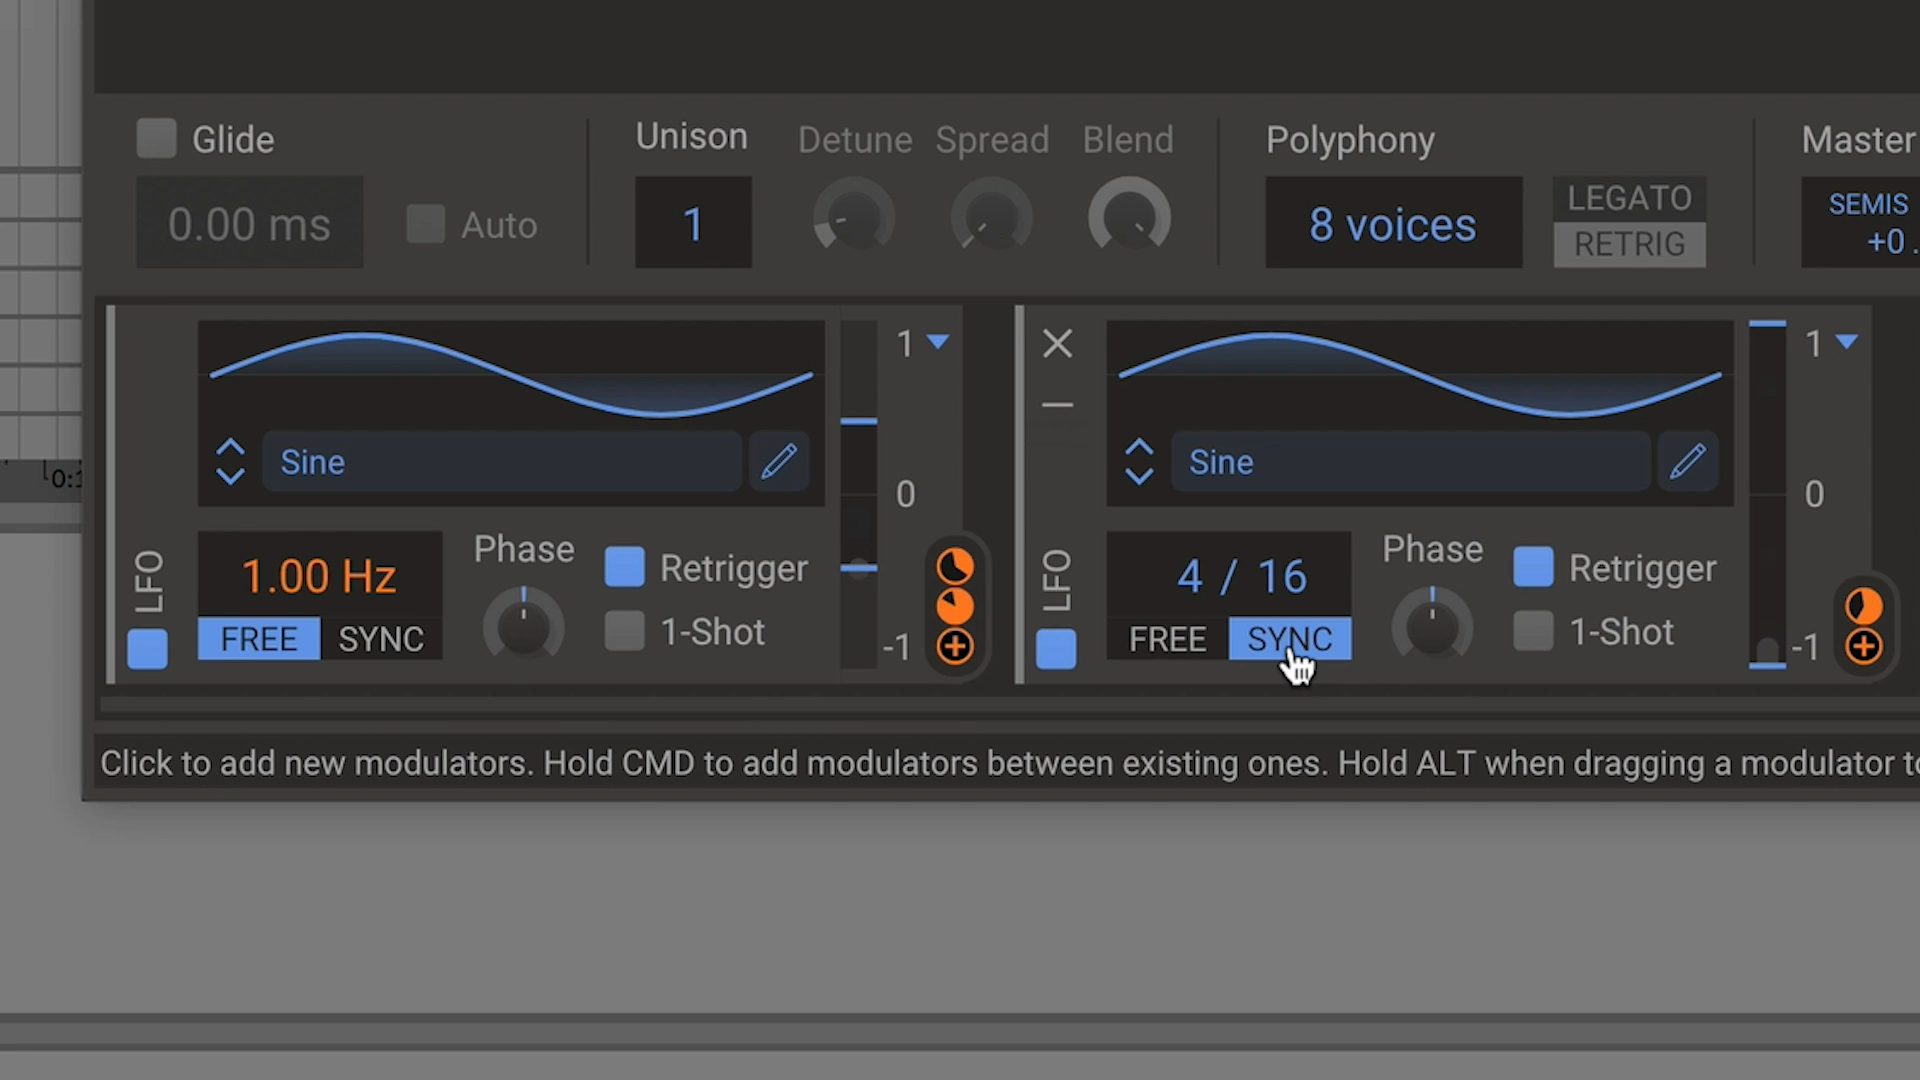 Glide
0.00 ms
Auto
Unison
1
Detune
Spread
Blend
Polyphony
8 voices
LEGATO
RETRIG
Master
SEMIS
+0 .
Sine
1
0
-1
LFO
1.00 Hz
FREE
SYNC
Phase
Retrigger
1-Shot
Sine
1
0
-1
LFO
4 / 16
FREE
SYNC
Phase
Retrigger
1-Shot
Click to add new modulators. Hold CMD to add modulators between existing ones. Hold ALT when dragging a modulator